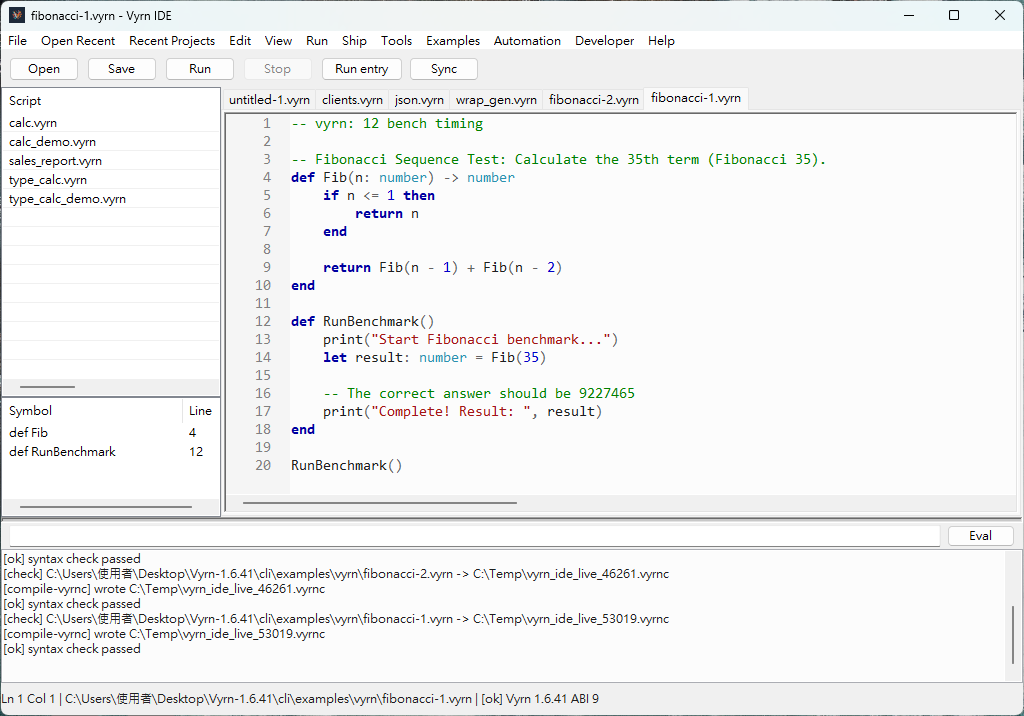 fibonacci-1.vyrn - Vyrn IDE
File Open Recent Recent Projects Edit View Run Ship Tools Examples Automation Developer Help
Open Save Run Stop Run entry Sync
Script
calc.vyrn
calc_demo.vyrn
sales_report.vyrn
type_calc.vyrn
type_calc_demo.vyrn
Symbol Line
def Fib 4
def RunBenchmark 12
untitled-1.vyrn clients.vyrn json.vyrn wrap_gen.vyrn fibonacci-2.vyrn fibonacci-1.vyrn
1 -- vyrn: 12 bench timing
2
3 -- Fibonacci Sequence Test: Calculate the 35th term (Fibonacci 35).
4 def Fib(n: number) -> number
5     if n <= 1 then
6         return n
7     end
8
9     return Fib(n - 1) + Fib(n - 2)
10 end
11
12 def RunBenchmark()
13     print("Start Fibonacci benchmark...")
14     let result: number = Fib(35)
15
16     -- The correct answer should be 9227465
17     print("Complete! Result: ", result)
18 end
19
20 RunBenchmark()
Eval
[ok] syntax check passed
[check] C:\Users\使用者\Desktop\Vyrn-1.6.41\cli\examples\vyrn\fibonacci-2.vyrn -> C:\Temp\vyrn_ide_live_46261.vyrnc
[compile-vyrnc] wrote C:\Temp\vyrn_ide_live_46261.vyrnc
[ok] syntax check passed
[check] C:\Users\使用者\Desktop\Vyrn-1.6.41\cli\examples\vyrn\fibonacci-1.vyrn -> C:\Temp\vyrn_ide_live_53019.vyrnc
[compile-vyrnc] wrote C:\Temp\vyrn_ide_live_53019.vyrnc
[ok] syntax check passed
Ln 1 Col 1 | C:\Users\使用者\Desktop\Vyrn-1.6.41\cli\examples\vyrn\fibonacci-1.vyrn | [ok] Vyrn 1.6.41 ABI 9